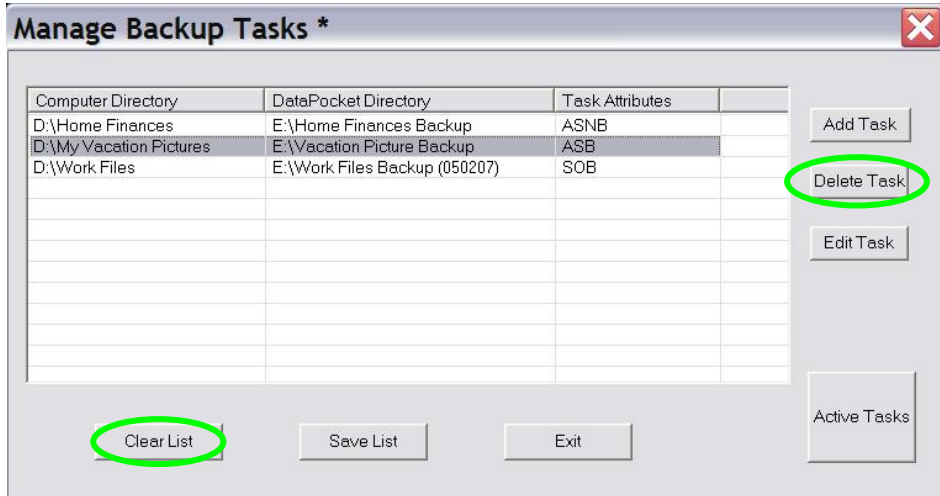 Manage Backup Tasks *
Computer Directory DataPocket Directory Task Attributes
D:\Home Finances E:\Home Finances Backup ASNB
D:\My Vacation Pictures E:\Vacation Picture Backup ASB
D:\Work Files E:\Work Files Backup (050207) SOB
Add Task
Delete Task
Edit Task
Active Tasks
Clear List Save List Exit